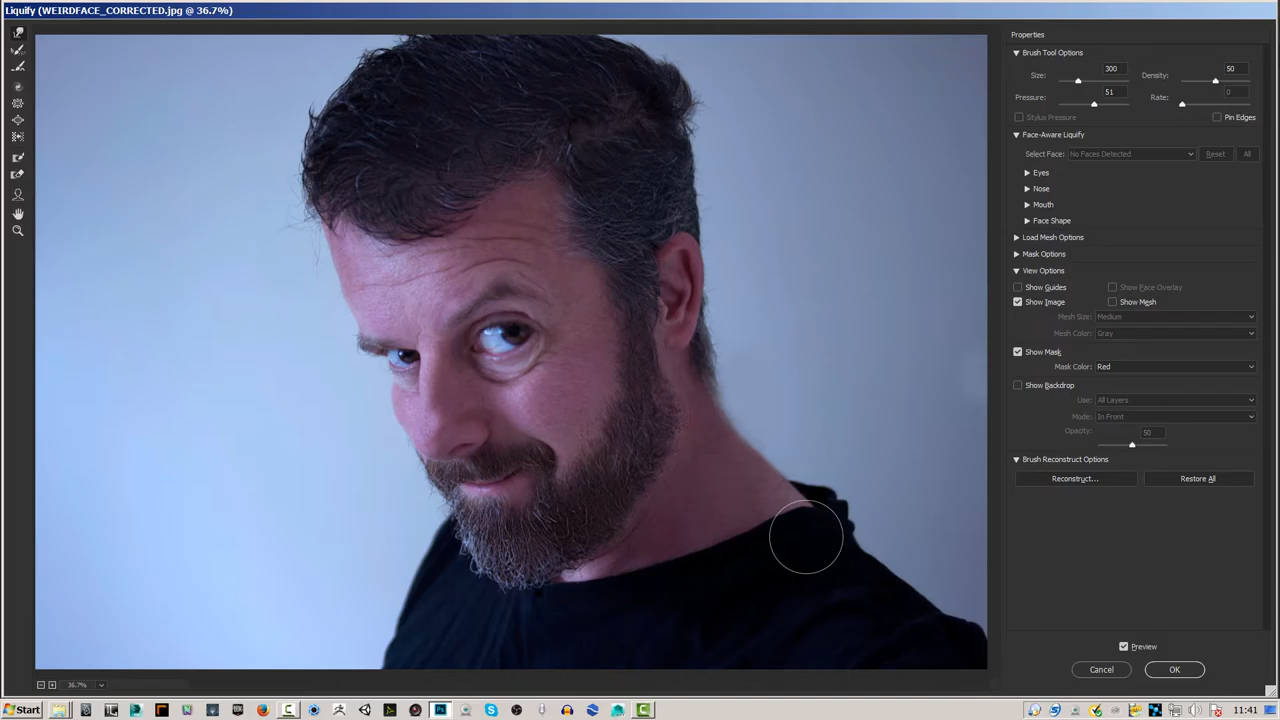 Liquify (WEIRDFACE_CORRECTED.jpg @ 36.7%)
Properties
Brush Tool Options
Size: 300 Density: 50
Pressure: 51 Rate: 0
Stylus Pressure Pin Edges
Face-Aware Liquify
Select Face: No Faces Detected Reset All
Eyes
Nose
Mouth
Face Shape
Load Mesh Options
Mask Options
View Options
Show Guides Show Face Overlay
Show Image Show Mesh
Mesh Size: Medium
Mesh Color: Gray
Show Mask
Mask Color: Red
Show Backdrop
Use: All Layers
Mode: In Front
Opacity: 50
Brush Reconstruct Options
Reconstruct... Restore All
Preview
Cancel OK
36.7%
Start
Ps
11:41